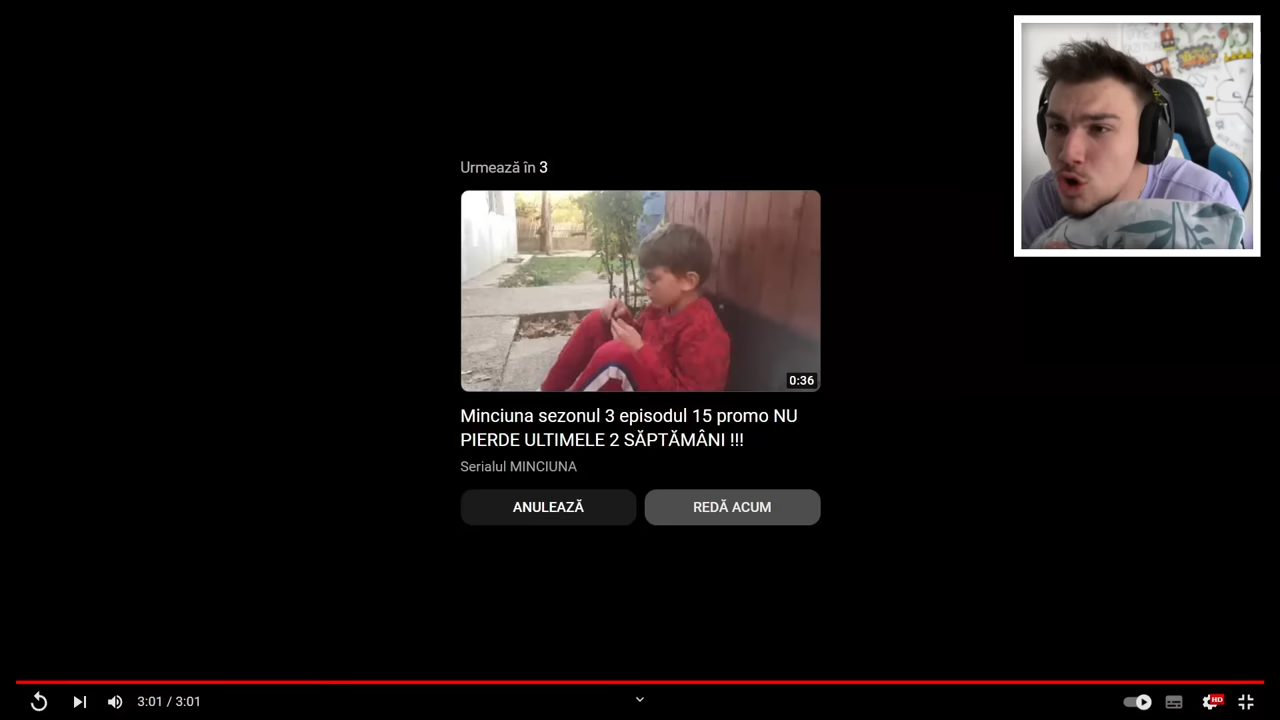 Urmează în 3
0:36
Minciuna sezonul 3 episodul 15 promo NU
PIERDE ULTIMELE 2 SĂPTĂMÂNI !!!
Serialul MINCIUNA
ANULEAZĂ
REDĂ ACUM
3:01 / 3:01
HD